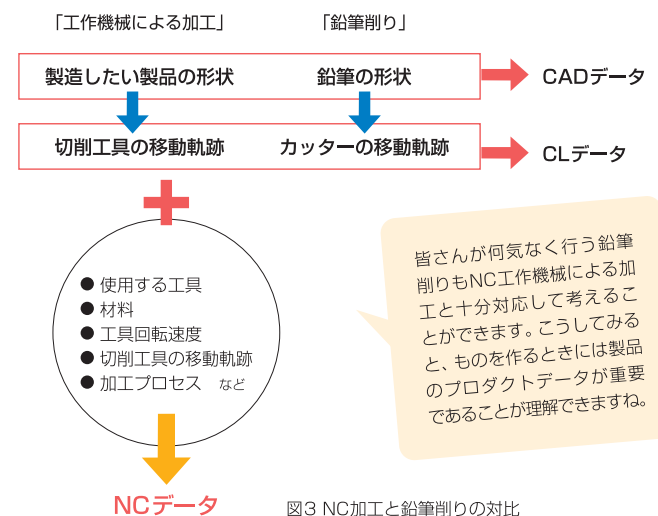 「工作機械による加工」 「鉛筆削り」
製造したい製品の形状 鉛筆の形状 CADデータ
切削工具の移動軌跡 カッターの移動軌跡 CLデータ
● 使用する工具
● 材料
● 工具回転速度
● 切削工具の移動軌跡
● 加工プロセス など
皆さんが何気なく行う鉛筆
削りもNC工作機械による加
工と十分対応して考えるこ
とができます。こうしてみる
と、ものを作るときには製品
のプロダクトデータが重要
であることが理解できますね。
NCデータ
図3 NC加工と鉛筆削りの対比